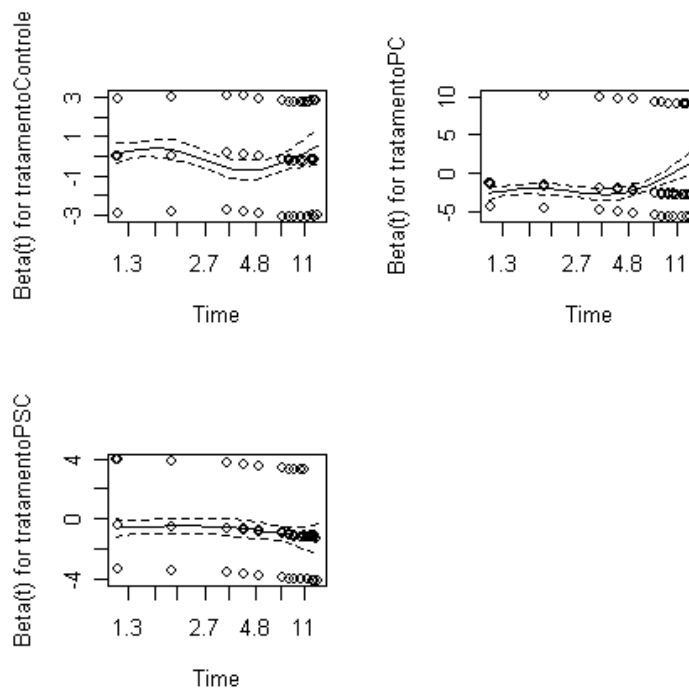 Beta(t) for tratamentoControle
3
1
-1
-3
1.3 2.7 4.8 11
Time
Beta(t) for tratamentoPC
10
5
0
-5
1.3 2.7 4.8 11
Time
Beta(t) for tratamentoPSC
4
0
-4
1.3 2.7 4.8 11
Time